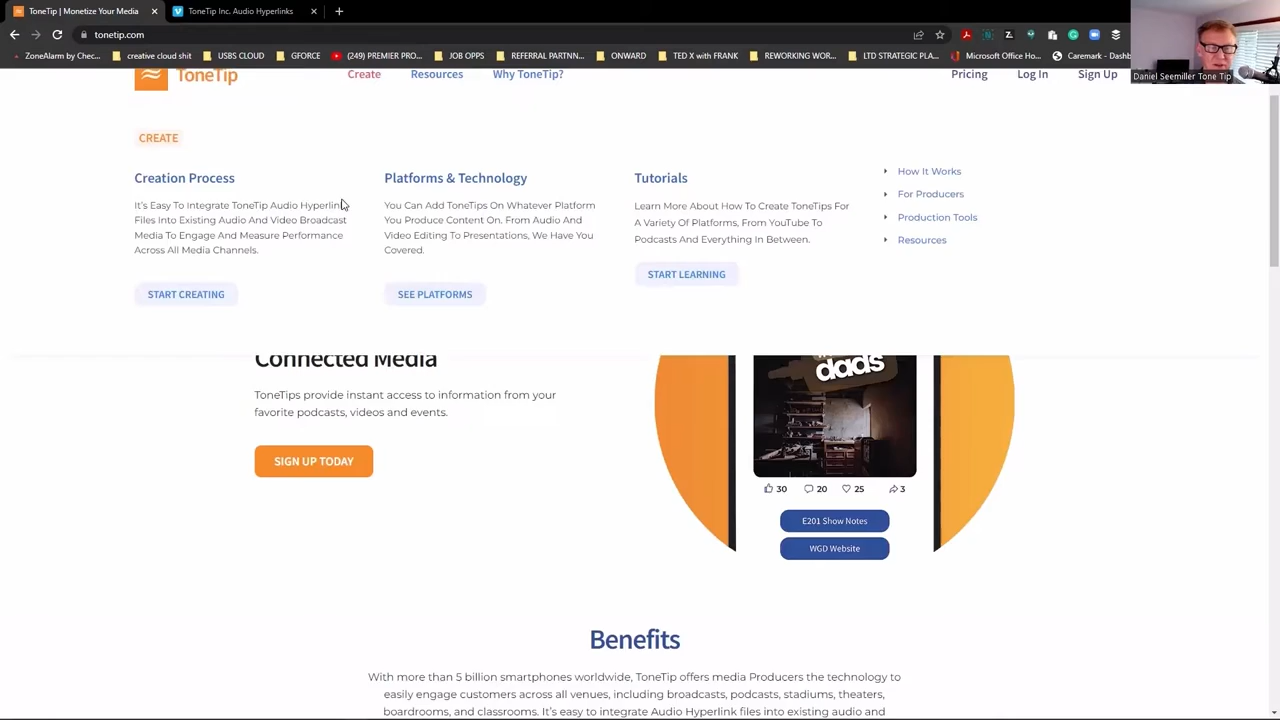 ToneTip | Monetize Your Media
ToneTip Inc. Audio Hyperlinks
tonetip.com
ZoneAlarm by Chec...
creative cloud shit
USBS CLOUD
GFORCE
(249) PRESONUS
ONWARD
TED X with SIMAX
REWORKING YOUR...
LTD STRATEGIC PLA...
Microsoft Office Ho...
Caremark - Dashb
Daniel Seemiller Tone Tip
ToneTip
Create
Resources
Why ToneTip?
Pricing
Log In
Sign Up
CREATE
Creation Process
It's Easy To Integrate ToneTip Audio Hyperlink
Files Into Existing Audio And Video Broadcast
Media To Engage And Measure Performance
Across All Media Channels.
START CREATING
Platforms & Technology
You Can Add ToneTips On Whatever Platform
You Produce Content On. From Audio And
Video Editing To Presentations, We Have You
Covered.
SEE PLATFORMS
Tutorials
Learn More About How To Create ToneTips For
A Variety Of Platforms, From YouTube To
Podcasts And Everything In Between.
START LEARNING
How It Works
For Producers
Production Tools
Resources
Connected Media
ToneTips provide instant access to information from your
favorite podcasts, videos and events.
SIGN UP TODAY
dads
30
20
25
3
E201 Show Notes
WGD Website
Benefits
With more than 5 billion smartphones worldwide, ToneTip offers media Producers the technology to
easily engage customers across all venues, including broadcasts, podcasts, stadiums, theaters,
boardrooms, and classrooms. It's easy to integrate Audio Hyperlink files into existing audio and